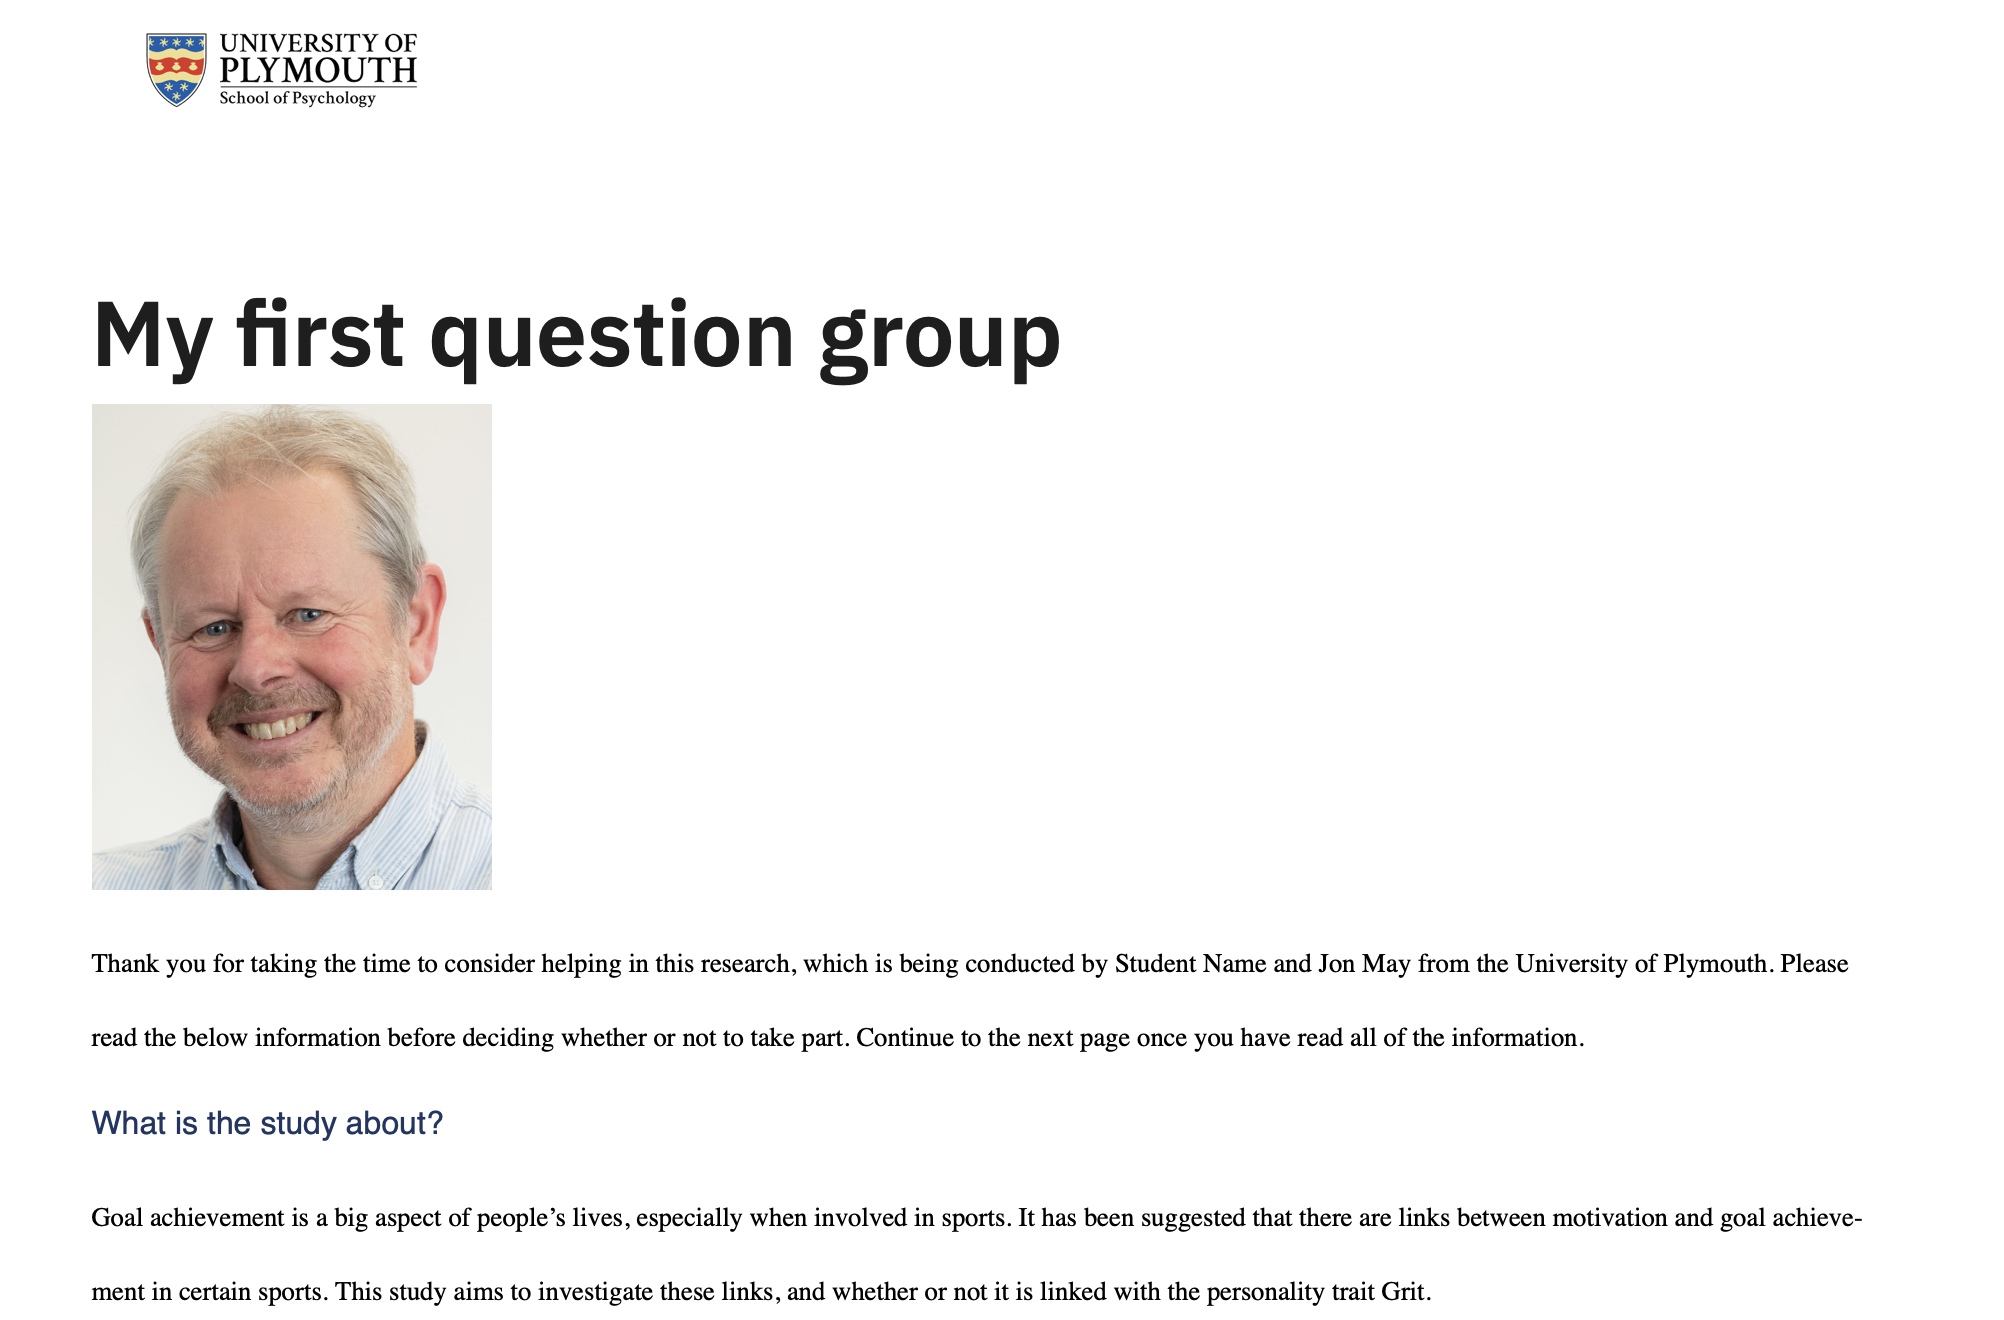 UNIVERSITY OF
PLYMOUTH
School of Psychology
My first question group
Thank you for taking the time to consider helping in this research, which is being conducted by Student Name and Jon May from the University of Plymouth. Please
read the below information before deciding whether or not to take part. Continue to the next page once you have read all of the information.
What is the study about?
Goal achievement is a big aspect of people’s lives, especially when involved in sports. It has been suggested that there are links between motivation and goal achieve-
ment in certain sports. This study aims to investigate these links, and whether or not it is linked with the personality trait Grit.